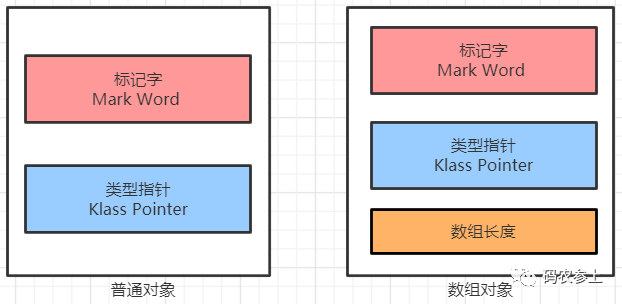 标记字
Mark Word
类型指针
Klass Pointer
普通对象
标记字
Mark Word
类型指针
Klass Pointer
数组长度
数组对象
码农参上